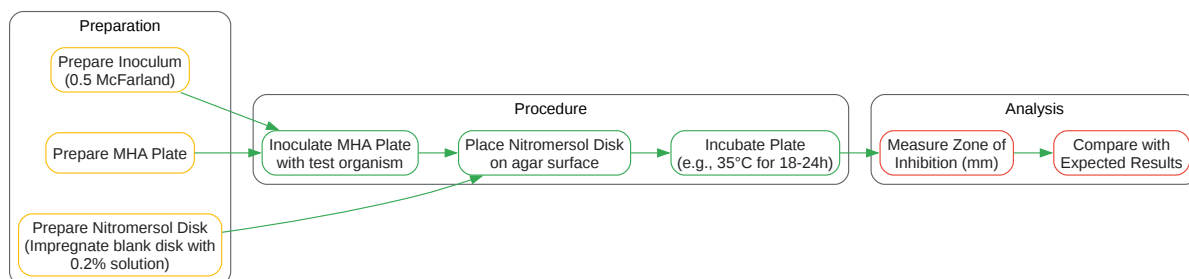 Preparation
Prepare Inoculum
(0.5 McFarland)
Prepare MHA Plate
Prepare Nitromersol Disk
(Impregnate blank disk with
0.2% solution)
Procedure
Inoculate MHA Plate
with test organism
Place Nitromersol Disk
on agar surface
Incubate Plate
(e.g., 35°C for 18-24h)
Analysis
Measure Zone of
Inhibition (mm)
Compare with
Expected Results